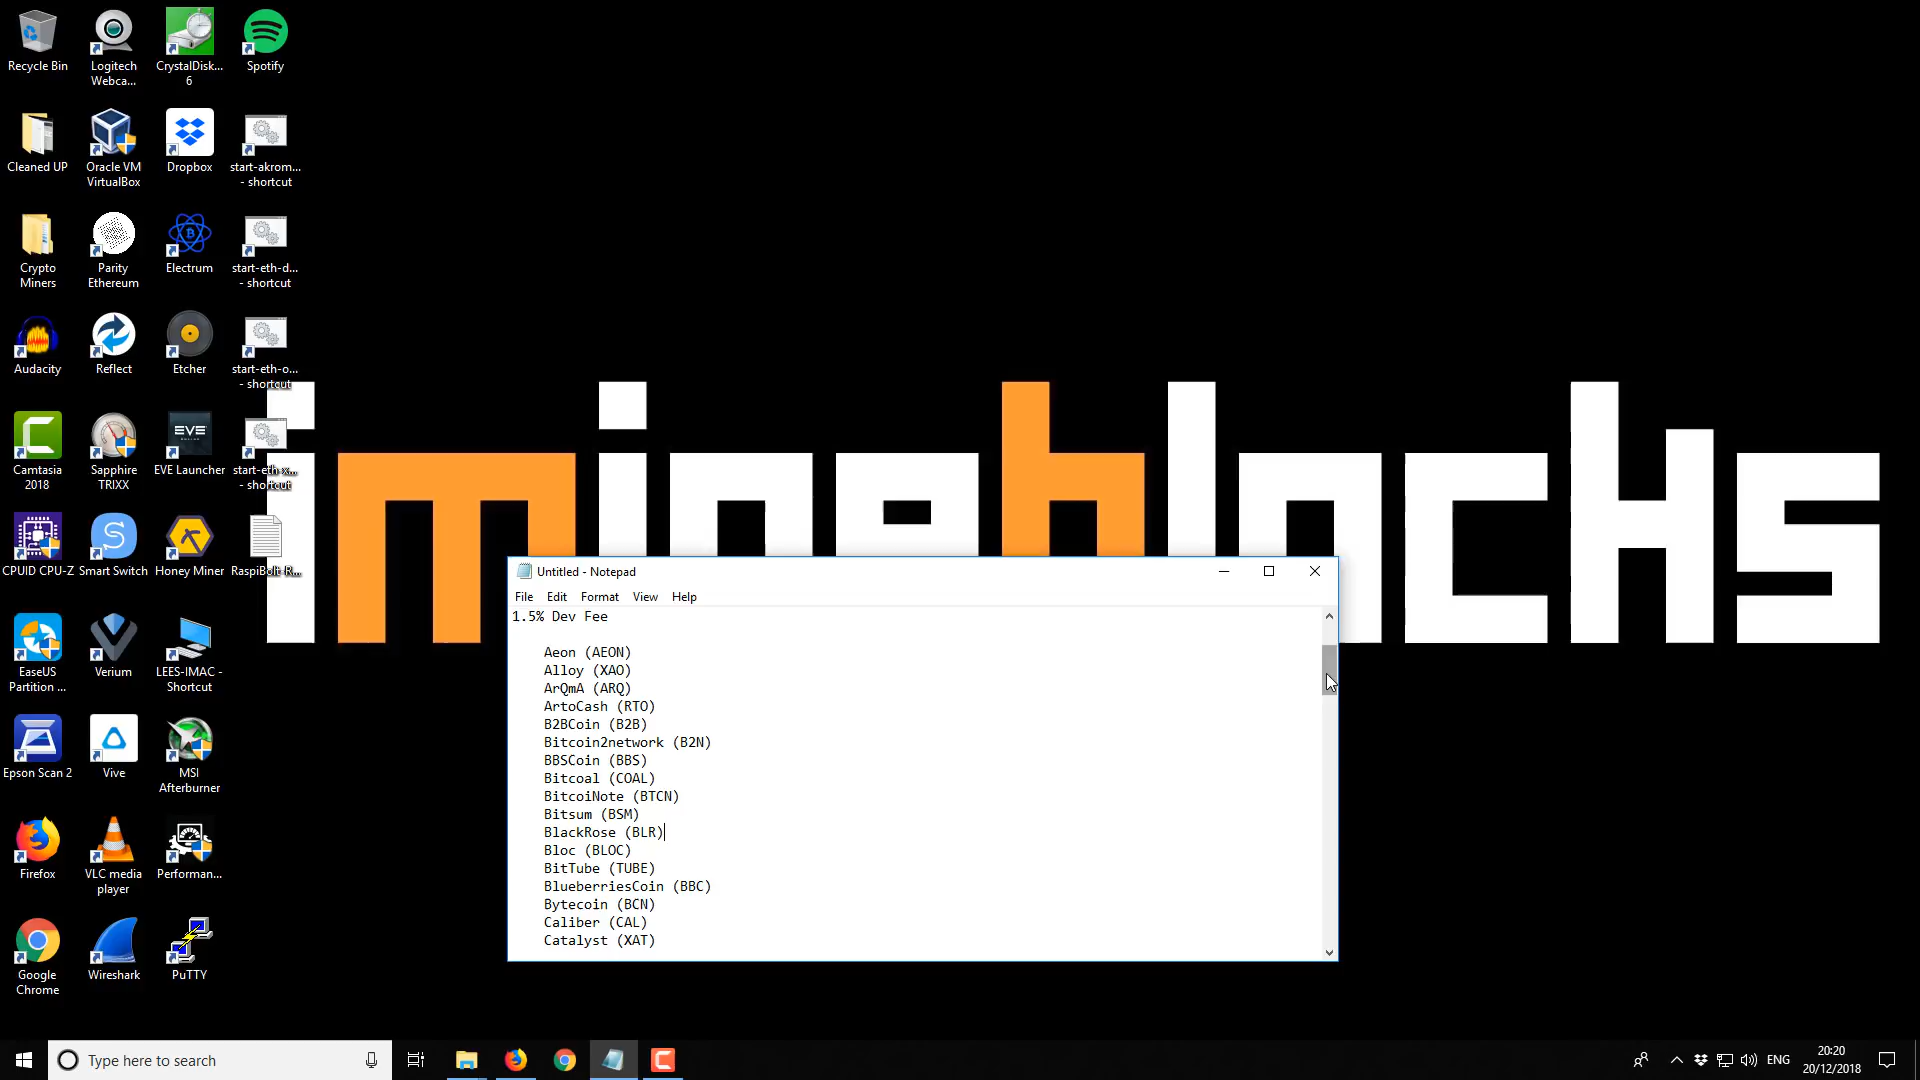 Recycle Bin
Logitech
Webca...
CrystalDisk...
6
Spotify
Cleaned UP
Oracle VM
VirtualBox
Dropbox
start-akrom...
- shortcut
Crypto
Miners
Parity
Ethereum
Electrum
start-eth-d...
- shortcut
Audacity
Reflect
Etcher
start-eth-o...
- shortcut
Camtasia
2018
Sapphire
TRIXX
EVE
EVE Launcher
start-eth-x...
- shortcut
imineblocks
CPUID CPU-Z
Smart Switch
Honey Miner
RaspiBolt-R...
EaseUS
Partition ...
Verium
LEES-IMAC -
Shortcut
Epson Scan 2
Vive
MSI
Afterburner
Firefox
VLC media
player
Performan...
Google
Chrome
Wireshark
PuTTY
Untitled - Notepad
File Edit Format View Help
1.5% Dev Fee
Aeon (AEON)
Alloy (XAO)
ArQmA (ARQ)
ArtoCash (RTO)
B2BCoin (B2B)
Bitcoin2network (B2N)
BBSCoin (BBS)
Bitcoal (COAL)
BitcoiNote (BTCN)
Bitsum (BSM)
BlackRose (BLR)
Bloc (BLOC)
BitTube (TUBE)
BlueberriesCoin (BBC)
Bytecoin (BCN)
Caliber (CAL)
Catalyst (XAT)
Type here to search
ENG
20:20
20/12/2018